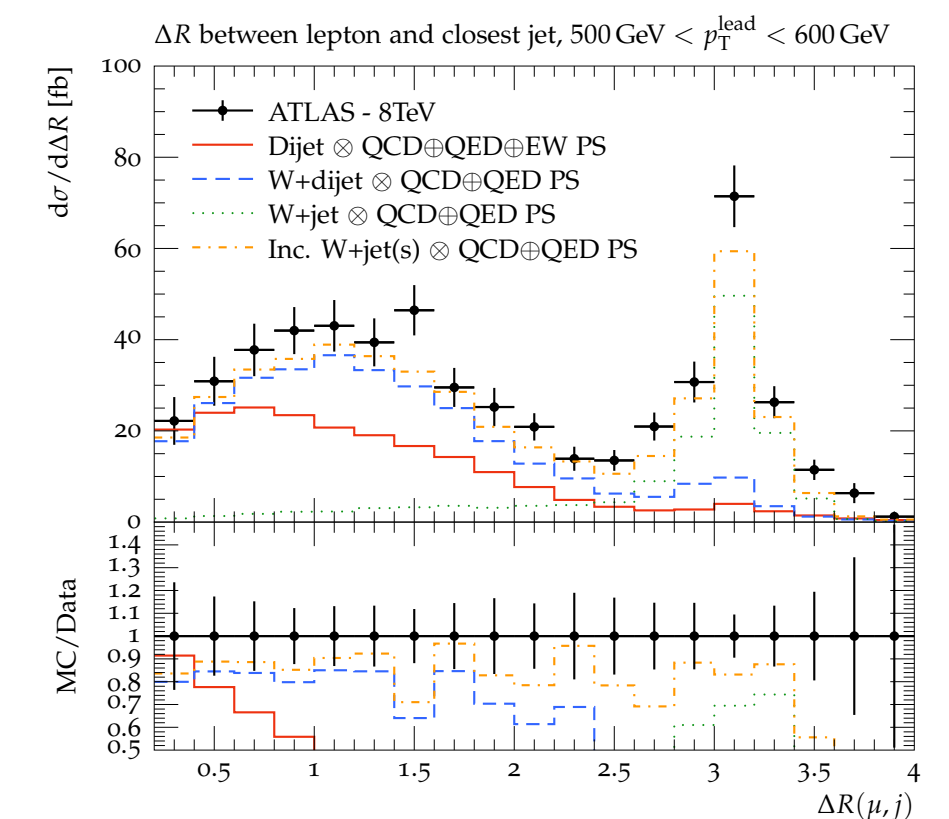 ΔR between lepton and closest jet, 500 GeV < p_T^lead < 600 GeV
dσ/dΔR [fb]
100
80
60
40
20
0
ATLAS - 8TeV
Dijet ⊗ QCD⊕QED⊕EW PS
W+dijet ⊗ QCD⊕QED PS
W+jet ⊗ QCD⊕QED PS
Inc. W+jet(s) ⊗ QCD⊕QED PS
MC/Data
1.4
1.3
1.2
1.1
1
0.9
0.8
0.7
0.6
0.5
0.5 1 1.5 2 2.5 3 3.5 4
ΔR(μ, j)